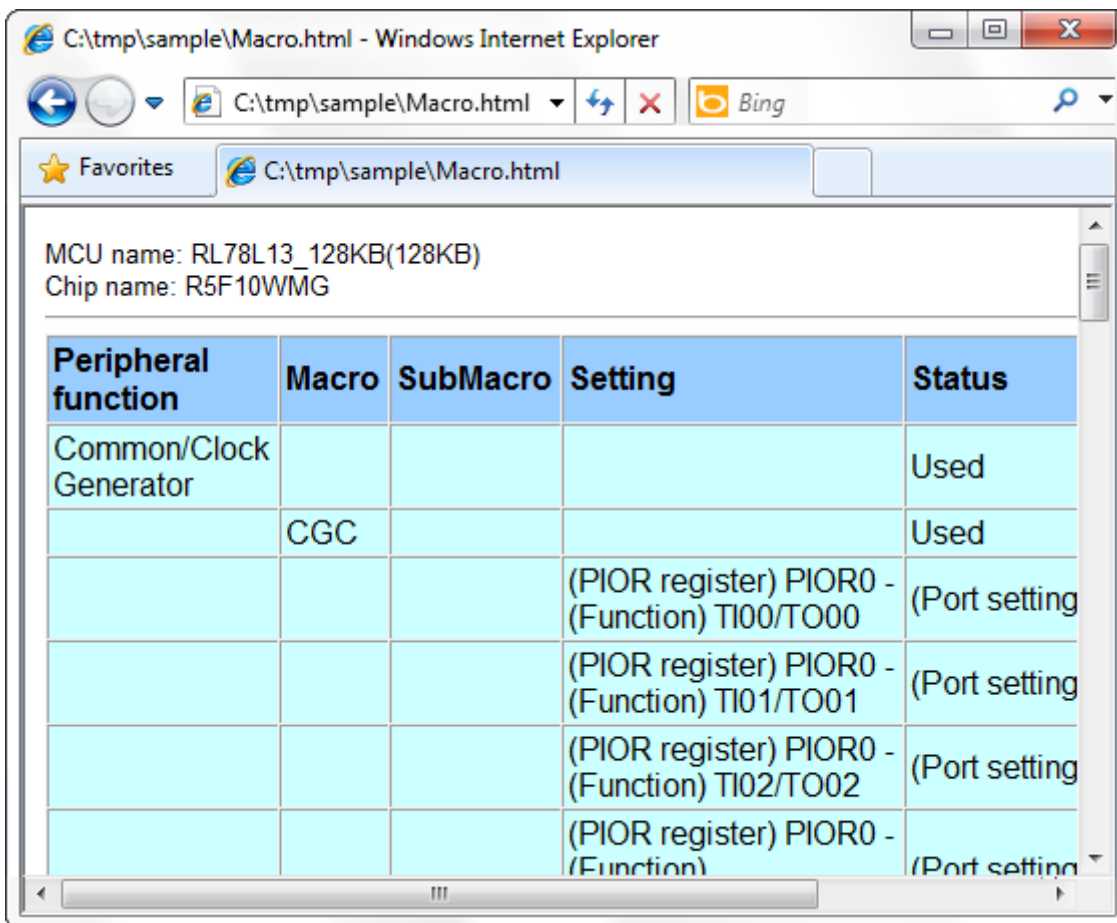 C:\tmp\sample\Macro.html - Windows Internet Explorer
C:\tmp\sample\Macro.html
Bing
Favorites
C:\tmp\sample\Macro.html
MCU name: RL78L13_128KB(128KB)
Chip name: R5F10WMG
Peripheral
function
Macro
SubMacro
Setting
Status
Common/Clock
Generator
Used
CGC
Used
(PIOR register) PIOR0 -
(Function) TI00/TO00
(Port setting
(PIOR register) PIOR0 -
(Function) TI01/TO01
(Port setting
(PIOR register) PIOR0 -
(Function) TI02/TO02
(Port setting
(PIOR register) PIOR0 -
(Function)
(Port setting